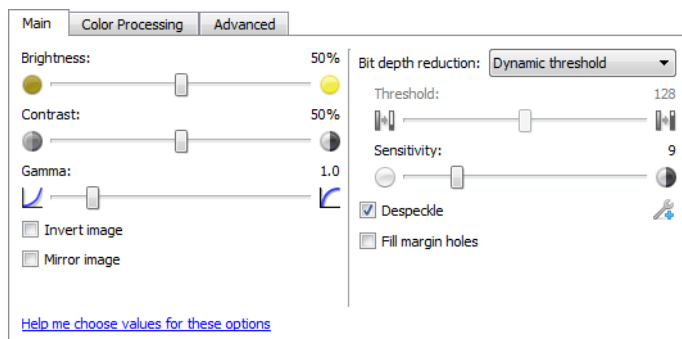 Main Color Processing Advanced
Brightness: 50%
Contrast: 50%
Gamma: 1.0
Invert image
Mirror image
Help me choose values for these options
Bit depth reduction: Dynamic threshold
Threshold: 128
Sensitivity: 9
Despeckle
Fill margin holes